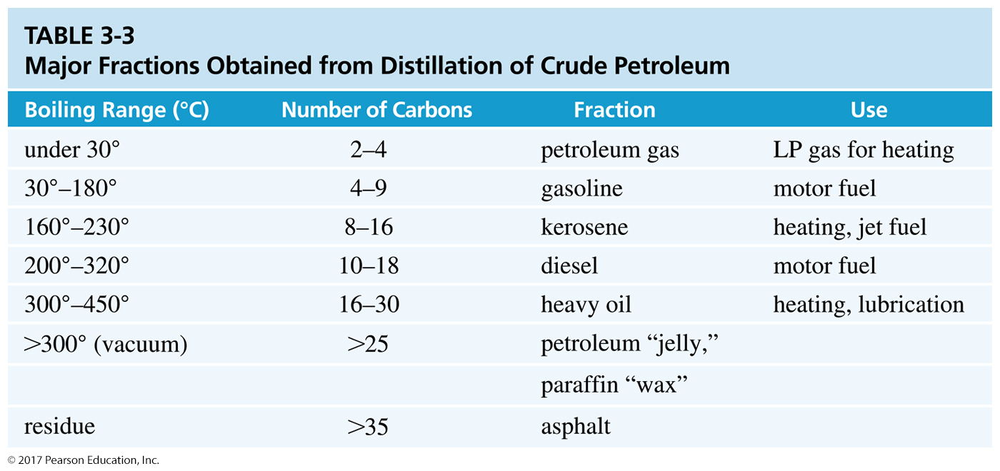 TABLE 3-3
Major Fractions Obtained from Distillation of Crude Petroleum
Boiling Range (°C) Number of Carbons Fraction Use
under 30° 2–4 petroleum gas LP gas for heating
30°–180° 4–9 gasoline motor fuel
160°–230° 8–16 kerosene heating, jet fuel
200°–320° 10–18 diesel motor fuel
300°–450° 16–30 heavy oil heating, lubrication
>300° (vacuum) >25 petroleum “jelly,”
paraffin “wax”
residue >35 asphalt
© 2017 Pearson Education, Inc.